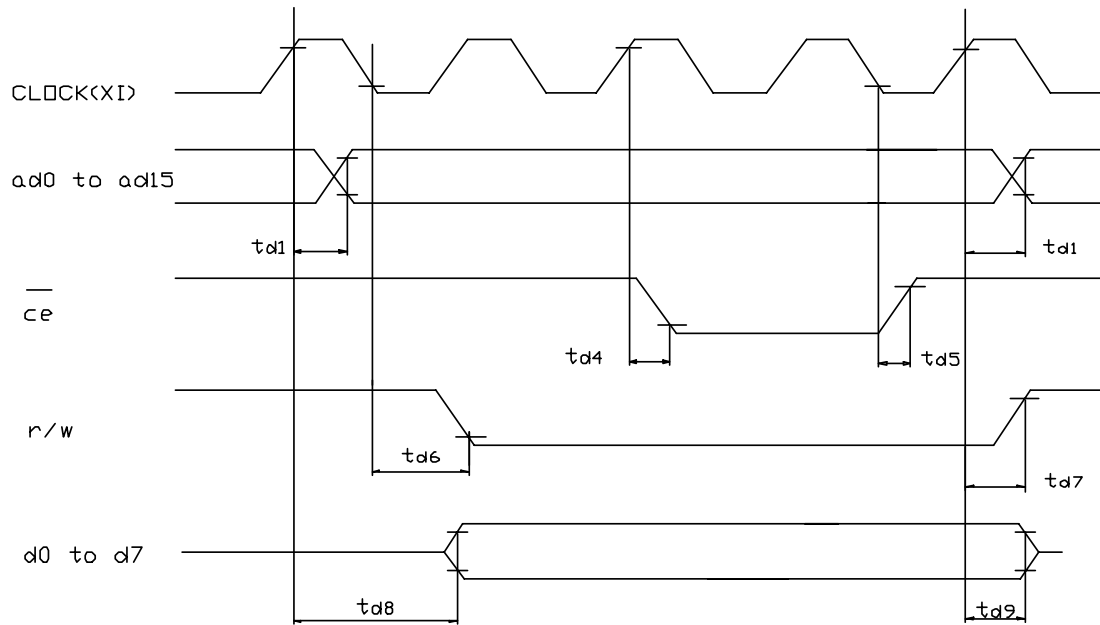 CLOCK(XI)
ad0 to ad15
td1
td1
ce
td4
td5
r/w
td6
td7
d0 to d7
td8
td9